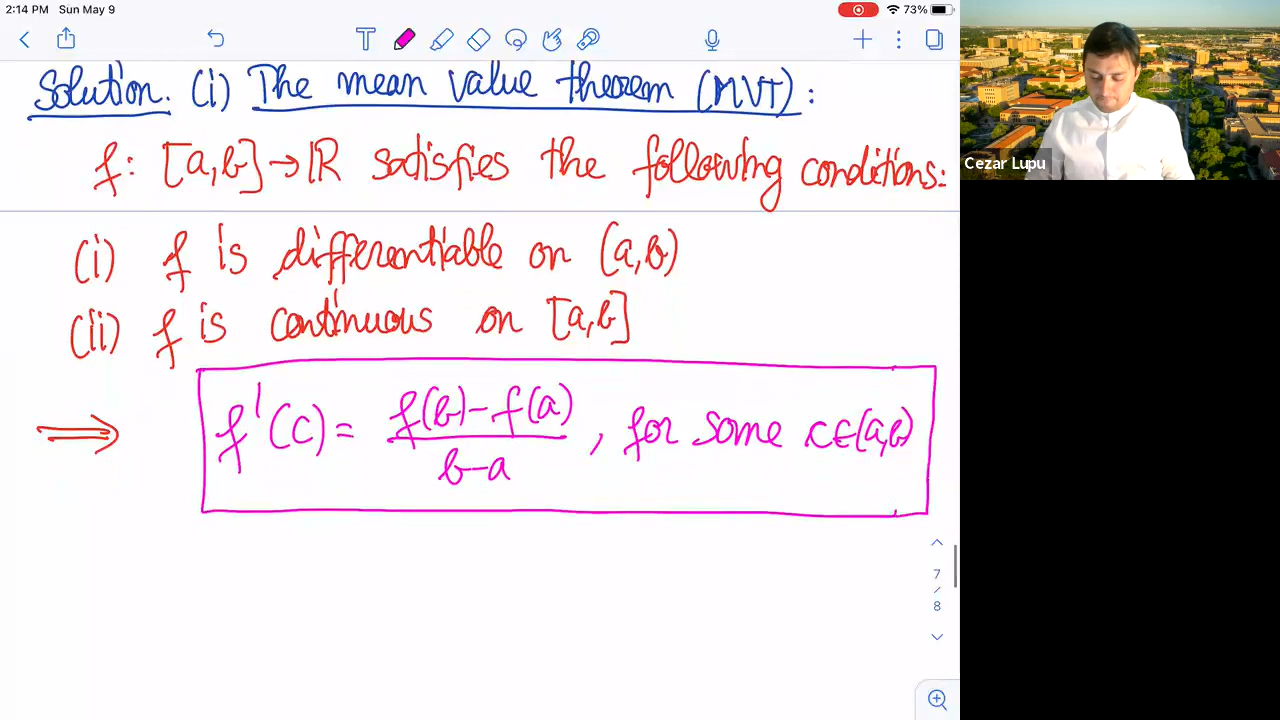 2:14 PM Sun May 9
73%
Solution. (i) The mean value theorem (MVT):
f: [a,b]→ℝ satisfies the following conditions:
(i) f is differentiable on (a,b)
(ii) f is continuous on [a,b]
⟹ f'(c) = (f(b)-f(a))/(b-a), for some c∈(a,b)
7
/
8
Cezar Lupu